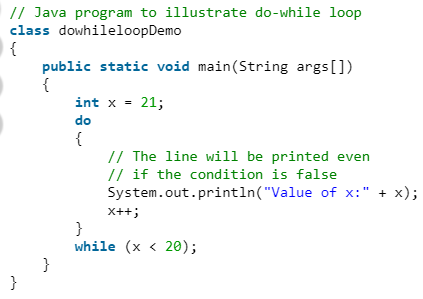 // Java program to illustrate do-while loop
class dowhileloopDemo
{
    public static void main(String args[])
    {
        int x = 21;
        do
        {
            // The line will be printed even
            // if the condition is false
            System.out.println("Value of x:" + x);
            x++;
        }
        while (x < 20);
    }
}